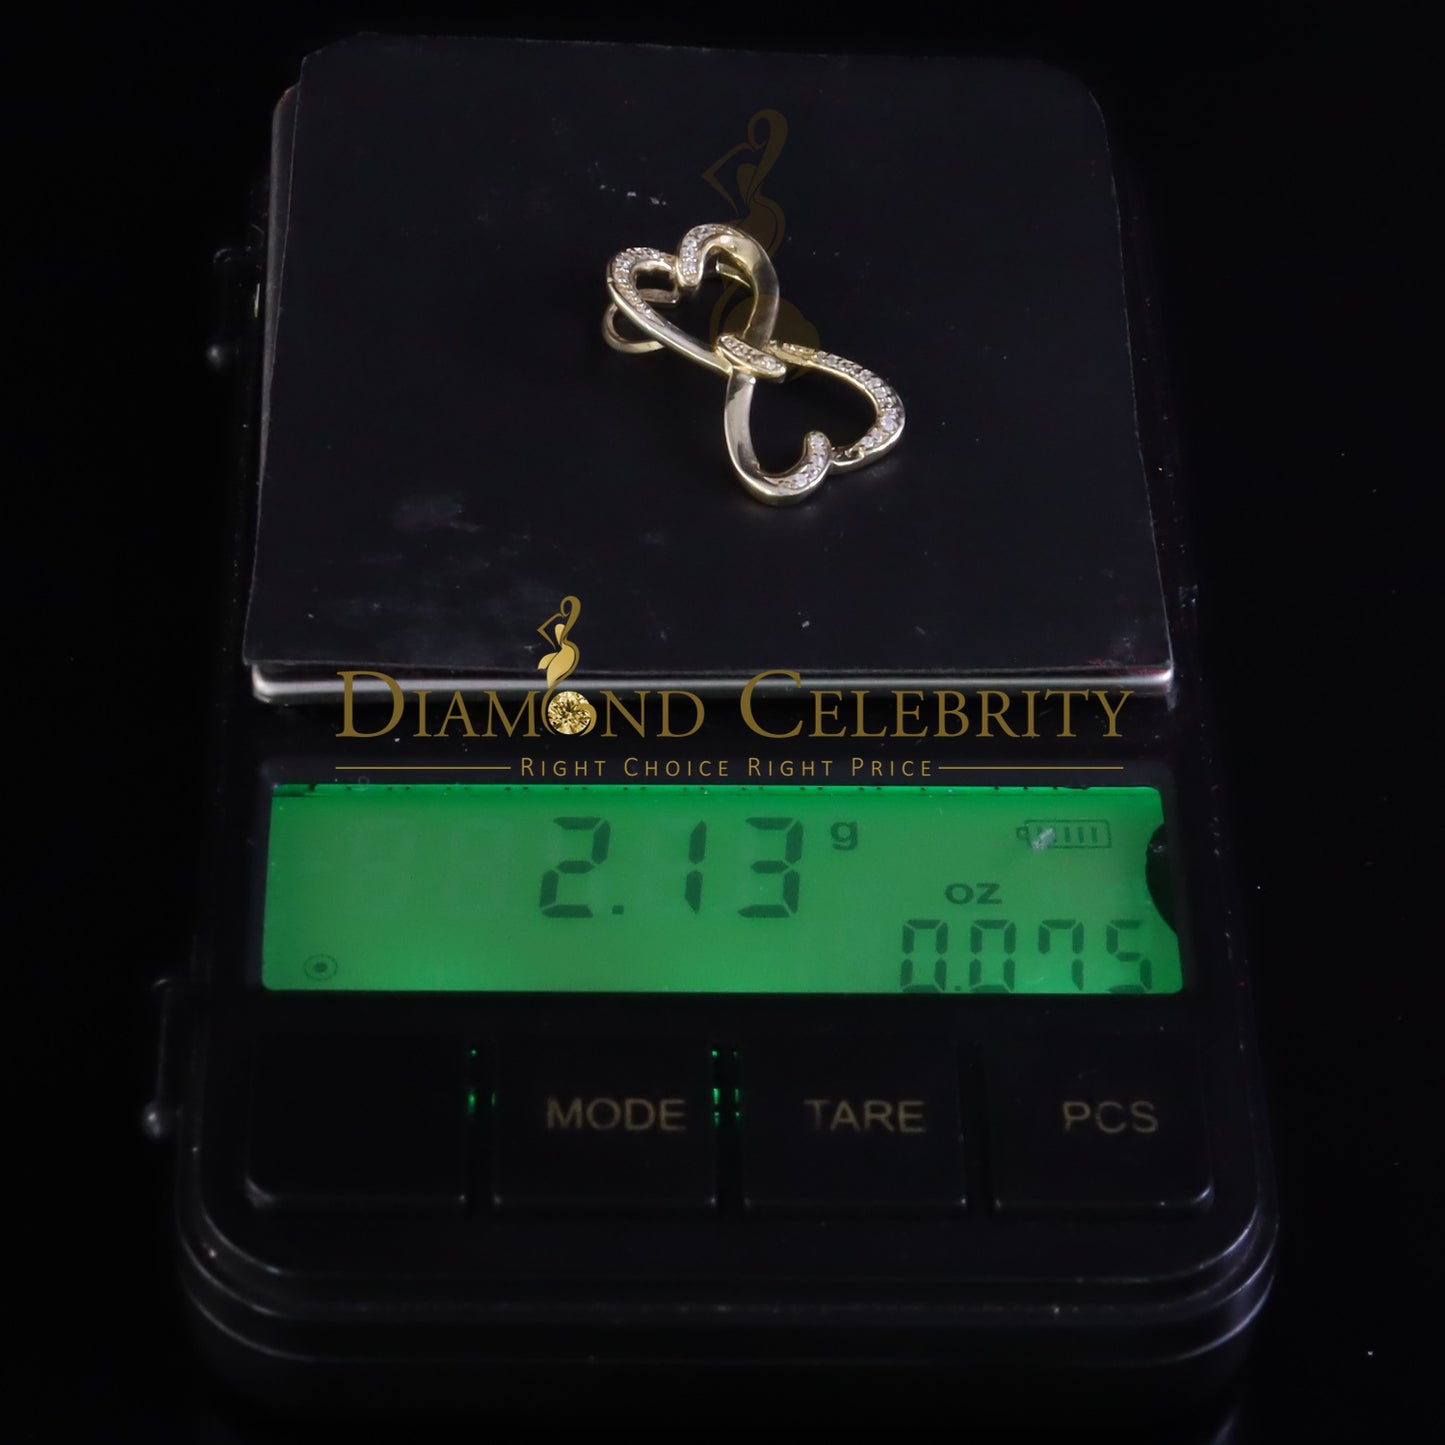 DIAMOND CELEBRITY
RIGHT CHOICE RIGHT PRICE
2.13 g
oz
0.075
MODE TARE PCS